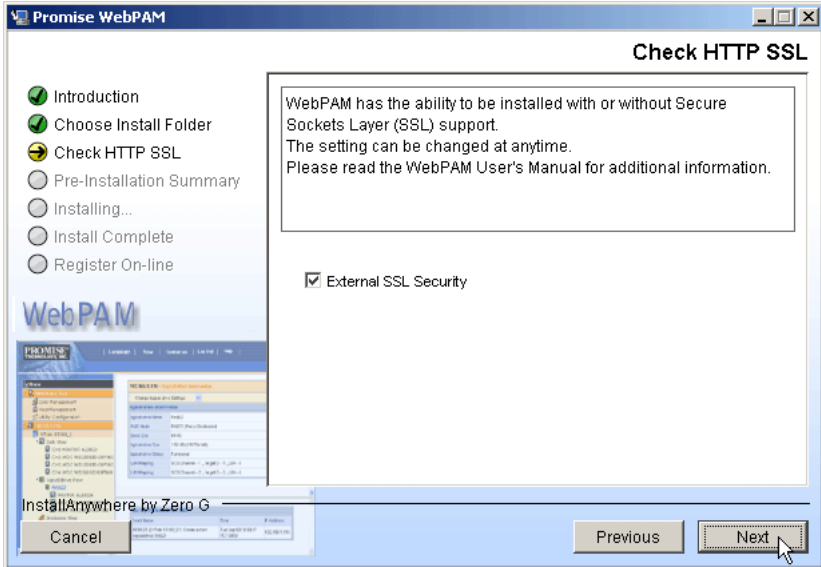 Promise WebPAM
Check HTTP SSL
Introduction
Choose Install Folder
Check HTTP SSL
Pre-Installation Summary
Installing...
Install Complete
Register On-line
WebPAM
PROMISE
WebPAM has the ability to be installed with or without Secure
Sockets Layer (SSL) support.
The setting can be changed at anytime.
Please read the WebPAM User's Manual for additional information.
External SSL Security
InstallAnywhere by Zero G
Cancel
Previous
Next